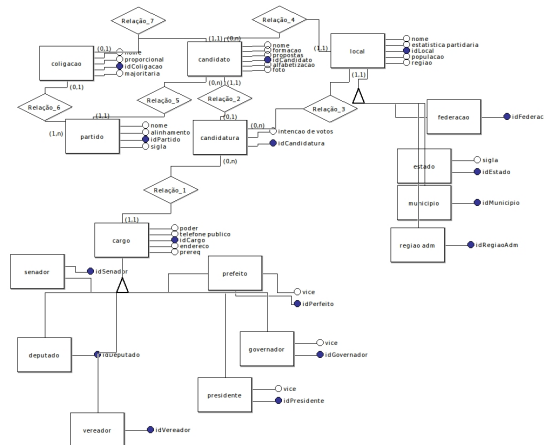 Relação_7
Relação_4
(0,1)
nome
proporcional
idColigacao
majoritaria
coligacao
(0,1)
(1,1)
(0,n)
candidato
nome
formacao
propostas
idCandidato
alfabetizacao
foto
(1,1)
local
nome
estatistica partidaria
idLocal
populacao
regiao
(1,1)
Relação_6
Relação_5
(0,n)
(1,1)
Relação_2
Relação_3
(1,n)
(1,1)
partido
nome
alinhamento
idPartido
sigla
(0,1)
(0,n)
candidatura
intencao de votos
idCandidatura
(0,n)
federacao
idFederac
estado
sigla
idEstado
municipio
idMunicipio
regiao adm
idRegiaoAdm
Relação_1
(1,1)
cargo
poder
telefone publico
idCargo
endereco
prereq
senador
idSenador
prefeito
vice
idPerfeito
deputado
idDeputado
governador
vice
idGovernador
presidente
vice
idPresidente
vereador
idVereador